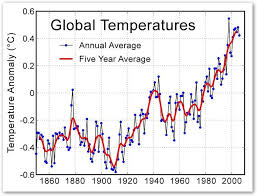 Global Temperatures
Annual Average
Five Year Average
Temperature Anomaly (°C)
0.6
0.4
0.2
0
-0.2
-0.4
-0.6
1860 1880 1900 1920 1940 1960 1980 2000